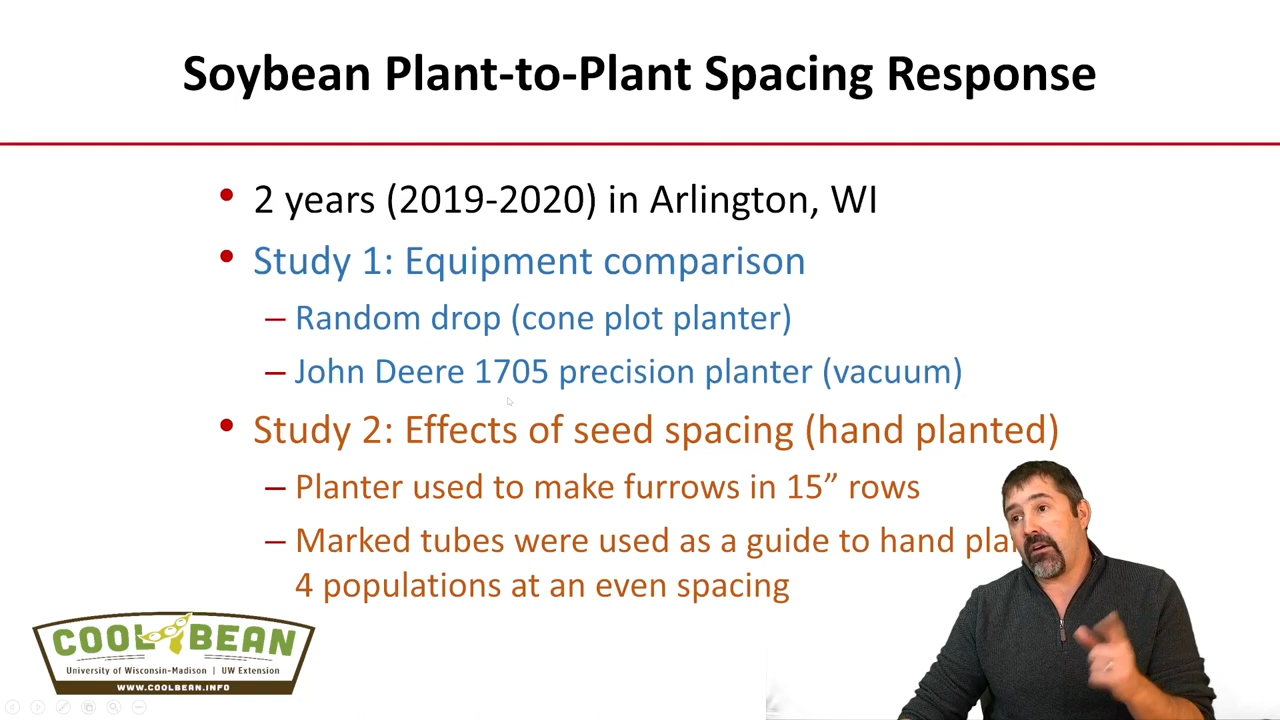 Soybean Plant-to-Plant Spacing Response
• 2 years (2019-2020) in Arlington, WI
• Study 1: Equipment comparison
– Random drop (cone plot planter)
– John Deere 1705 precision planter (vacuum)
• Study 2: Effects of seed spacing (hand planted)
– Planter used to make furrows in 15” rows
– Marked tubes were used as a guide to hand
4 populations at an even spacing
COOL BEAN
University of Wisconsin-Madison | UW Extension
WWW.COOLBEAN.INFO